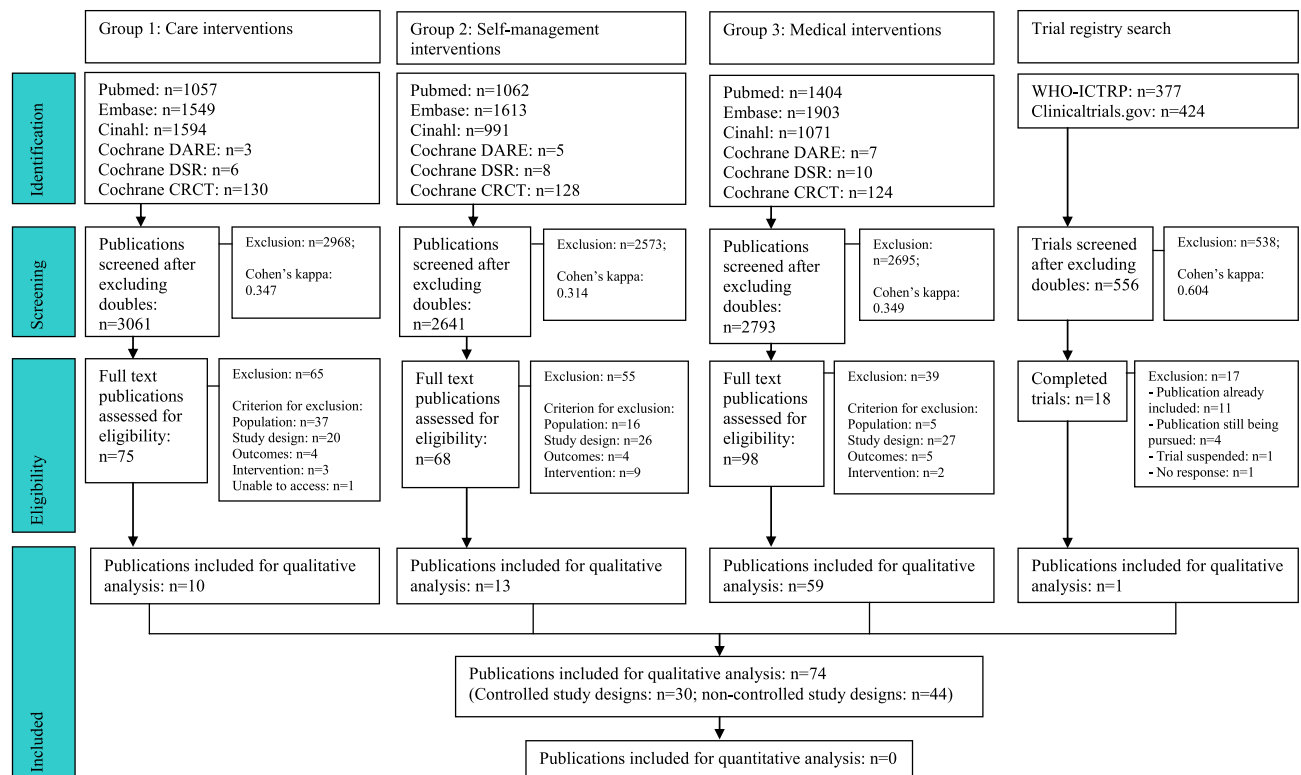 Group 1: Care interventions
Group 2: Self-management
interventions
Group 3: Medical interventions
Trial registry search
Identification
Pubmed: n=1057
Embase: n=1549
Cinahl: n=1594
Cochrane DARE: n=3
Cochrane DSR: n=6
Cochrane CRCT: n=130
Pubmed: n=1062
Embase: n=1613
Cinahl: n=991
Cochrane DARE: n=5
Cochrane DSR: n=8
Cochrane CRCT: n=128
Pubmed: n=1404
Embase: n=1903
Cinahl: n=1071
Cochrane DARE: n=7
Cochrane DSR: n=10
Cochrane CRCT: n=124
WHO-ICTRP: n=377
Clinicaltrials.gov: n=424
Screening
Publications
screened after
excluding
doubles:
n=3061
Exclusion: n=2968;
Cohen's kappa:
0.347
Publications
screened after
excluding
doubles:
n=2641
Exclusion: n=2573;
Cohen's kappa:
0.314
Publications
screened after
excluding
doubles:
n=2793
Exclusion:
n=2695;
Cohen's kappa:
0.349
Trials screened
after excluding
doubles: n=556
Exclusion: n=538;
Cohen's kappa:
0.604
Eligibility
Full text
publications
assessed for
eligibility:
n=75
Exclusion: n=65
Criterion for exclusion:
Population: n=37
Study design: n=20
Outcomes: n=4
Intervention: n=3
Unable to access: n=1
Full text
publications
assessed for
eligibility:
n=68
Exclusion: n=55
Criterion for exclusion:
Population: n=16
Study design: n=26
Outcomes: n=4
Intervention: n=9
Full text
publications
assessed for
eligibility:
n=98
Exclusion: n=39
Criterion for exclusion:
Population: n=5
Study design: n=27
Outcomes: n=5
Intervention: n=2
Completed
trials: n=18
Exclusion: n=17
- Publication already
included: n=11
- Publication still being
pursued: n=4
- Trial suspended: n=1
- No response: n=1
Included
Publications included for qualitative
analysis: n=10
Publications included for qualitative
analysis: n=13
Publications included for qualitative
analysis: n=59
Publications included for qualitative
analysis: n=1
Publications included for qualitative analysis: n=74
(Controlled study designs: n=30; non-controlled study designs: n=44)
Publications included for quantitative analysis: n=0